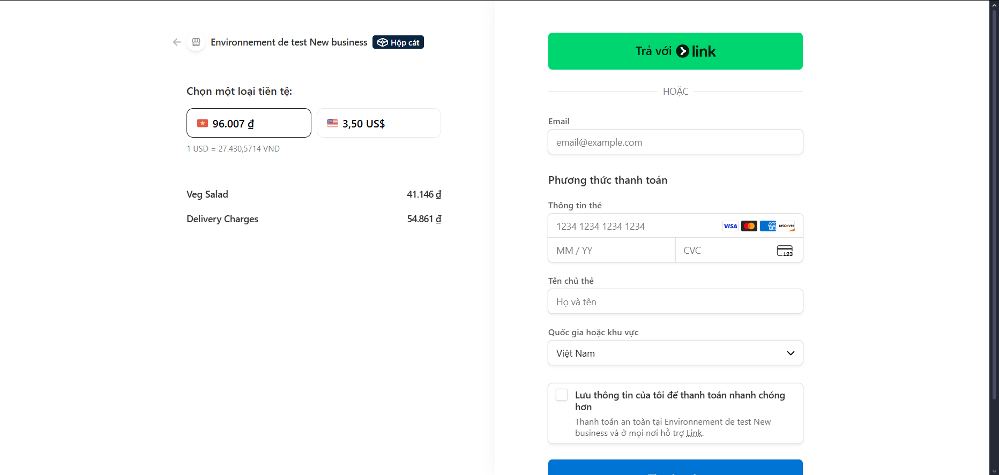 Environnement de test New business
Hộp cát
Chọn một loại tiền tệ:
96.007 ₫
3,50 US$
1 USD = 27.430,5714 VND
Veg Salad 41.146 ₫
Delivery Charges 54.861 ₫
Trả với link
HOẶC
Email
email@example.com
Phương thức thanh toán
Thông tin thẻ
1234 1234 1234 1234
VISA
AMEX
DISCOVER
MM / YY
CVC
123
Tên chủ thẻ
Họ và tên
Quốc gia hoặc khu vực
Việt Nam
Lưu thông tin của tôi để thanh toán nhanh chóng
hơn
Thanh toán an toàn tại Environnement de test New
business và ở mọi nơi hỗ trợ Link.